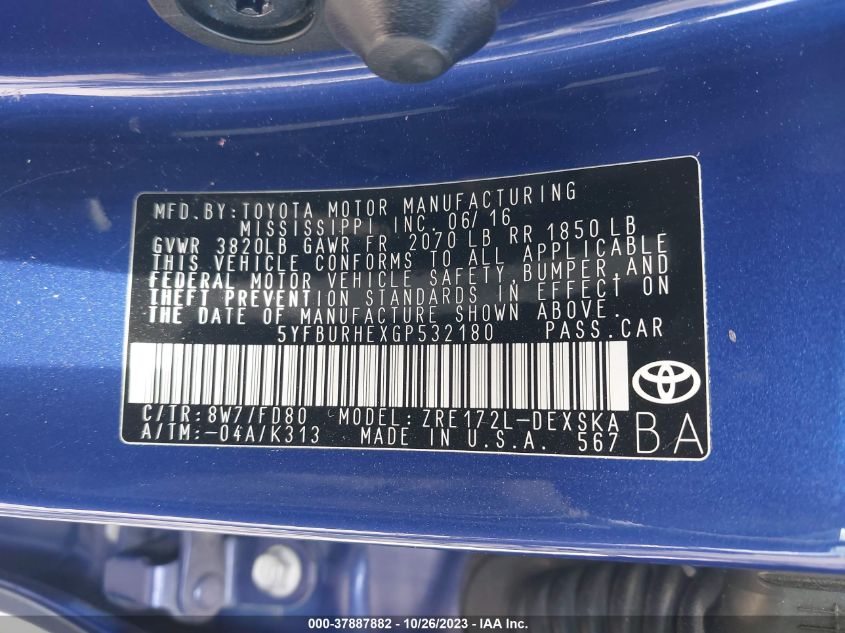 MFD.BY:TOYOTA MOTOR MANUFACTURING
MISSISSIPPI INC. 06/16
GVWR 3820LB GAWR FR 2070 LB RR 1850 LB
THIS VEHICLE CONFORMS TO ALL APPLICABLE
FEDERAL MOTOR VEHICLE SAFETY, BUMPER, AND
THEFT PREVENTION STANDARDS IN EFFECT ON
THE DATE OF MANUFACTURE SHOWN ABOVE.
5YFBURHEXGP532180 PASS.CAR
C/TR:8W7/FD80 MODEL:ZRE172L-DEXSKA
A/TM:-04A/K313 MADE IN U.S.A. 567
BA
000-37887882 - 10/26/2023 - IAA Inc.